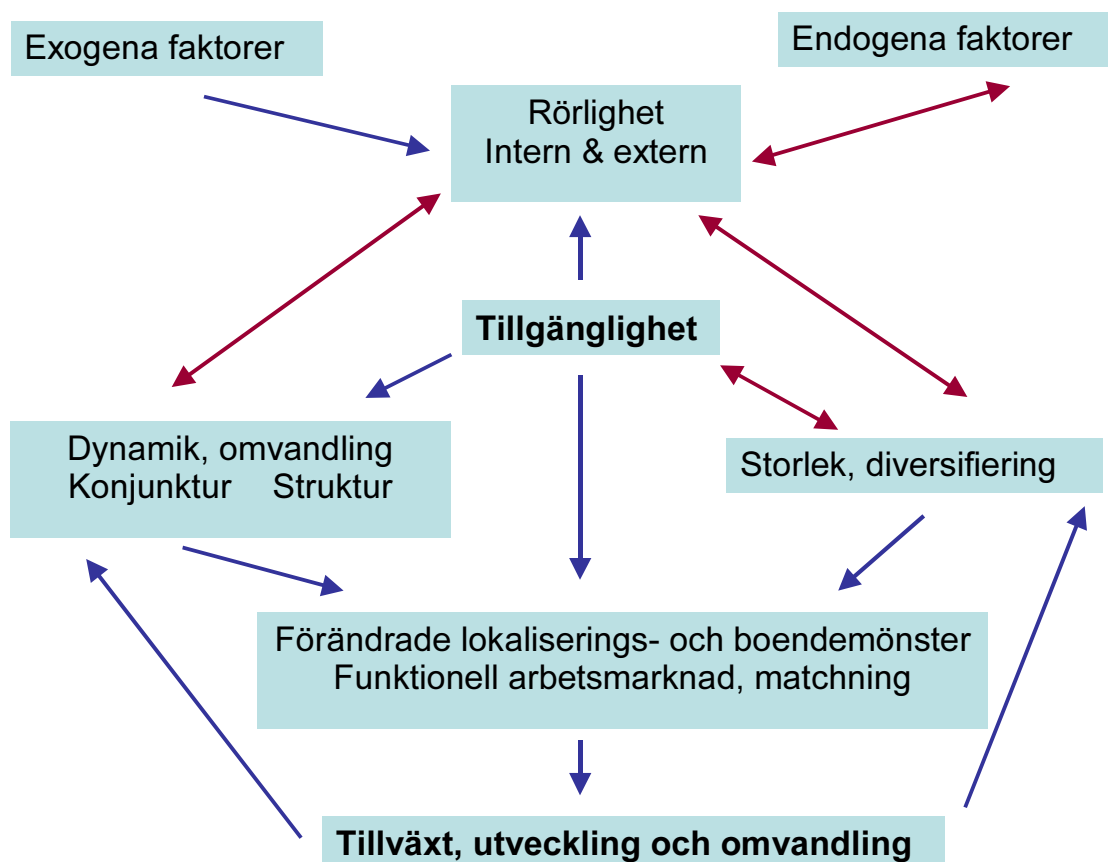 Exogena faktorer
Endogena faktorer
Rörlighet
Intern & extern
Tillgänglighet
Dynamik, omvandling
Konjunktur Struktur
Storlek, diversifiering
Förändrade lokaliserings- och boendemönster
Funktionell arbetsmarknad, matchning
Tillväxt, utveckling och omvandling